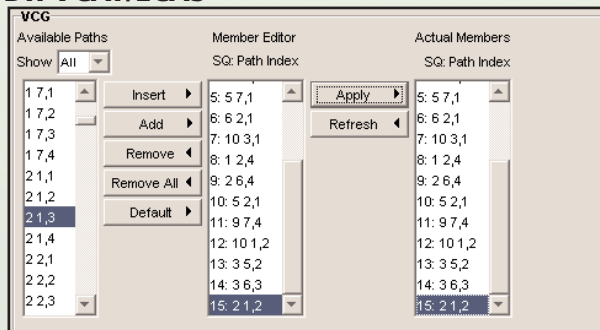 VCG
Available Paths
Show All
1 7,1
1 7,2
1 7,3
1 7,4
2 1,1
2 1,2
2 1,3
2 1,4
2 2,1
2 2,2
2 2,3
Insert
Add
Remove
Remove All
Default
Member Editor
SQ: Path Index
5: 5 7,1
6: 6 2,1
7: 10 3,1
8: 1 2,4
9: 2 6,4
10: 5 2,1
11: 9 7,4
12: 10 1,2
13: 3 5,2
14: 3 6,3
15: 2 1,2
Apply
Refresh
Actual Members
SQ: Path Index
5: 5 7,1
6: 6 2,1
7: 10 3,1
8: 1 2,4
9: 2 6,4
10: 5 2,1
11: 9 7,4
12: 10 1,2
13: 3 5,2
14: 3 6,3
15: 2 1,2